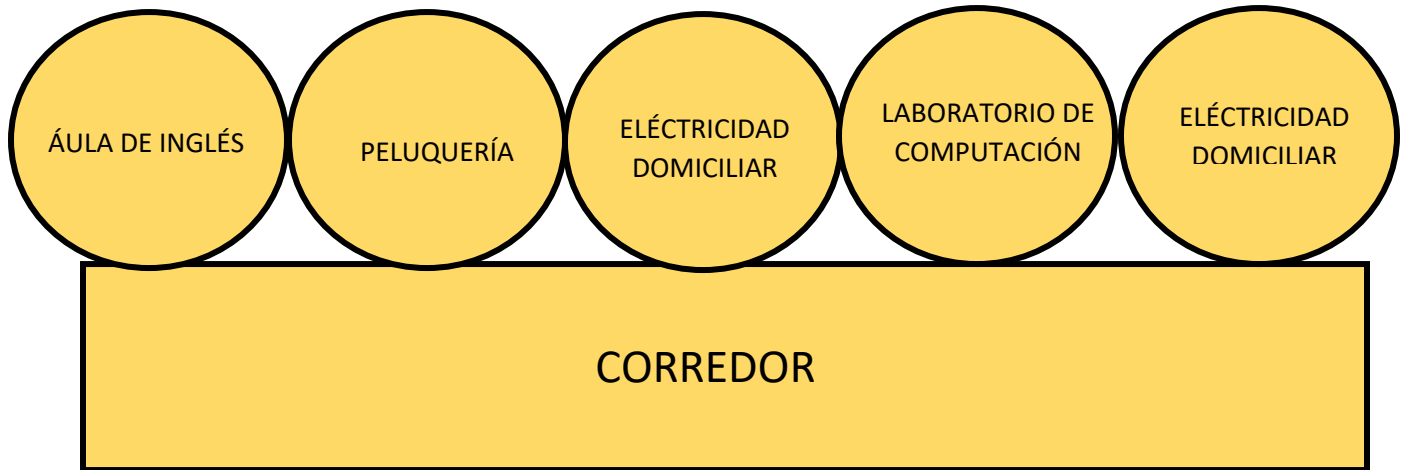 ÁULA DE INGLÉS
PELUQUERÍA
ELÉCTRICIDAD
DOMICILIAR
LABORATORIO DE
COMPUTACIÓN
ELÉCTRICIDAD
DOMICILIAR
CORREDOR